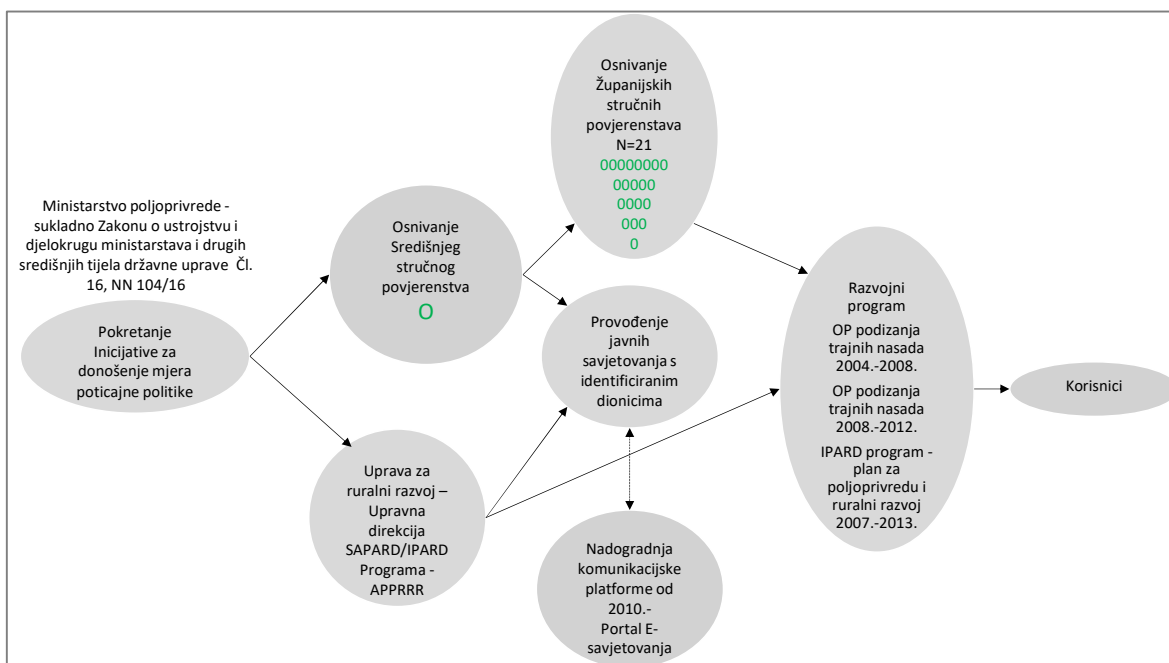 Ministarstvo poljoprivrede -
sukladno Zakonu o ustrojstvu i
djelokrugu ministarstava i drugih
središnjih tijela državne uprave Čl.
16, NN 104/16
Pokretanje
Inicijative za
donošenje mjera
poticajne politike
Osnivanje
Središnjeg
stručnog
povjerenstva
O
Uprava za
ruralni razvoj –
Upravna
direkcija
SAPARD/IPARD
Programa -
APPRRR
Osnivanje
Županijskih
stručnih
povjerenstava
N=21
00000000
00000
0000
000
0
Provođenje
javnih
savjetovanja s
identificiranim
dionicima
Nadogradnja
komunikacijske
platforme od
2010.-
Portal E-
savjetovanja
Razvojni
program
OP podizanja
trajnih nasada
2004.-2008.
OP podizanja
trajnih nasada
2008.-2012.
IPARD program -
plan za
poljoprivredu i
ruralni razvoj
2007.-2013.
Korisnici